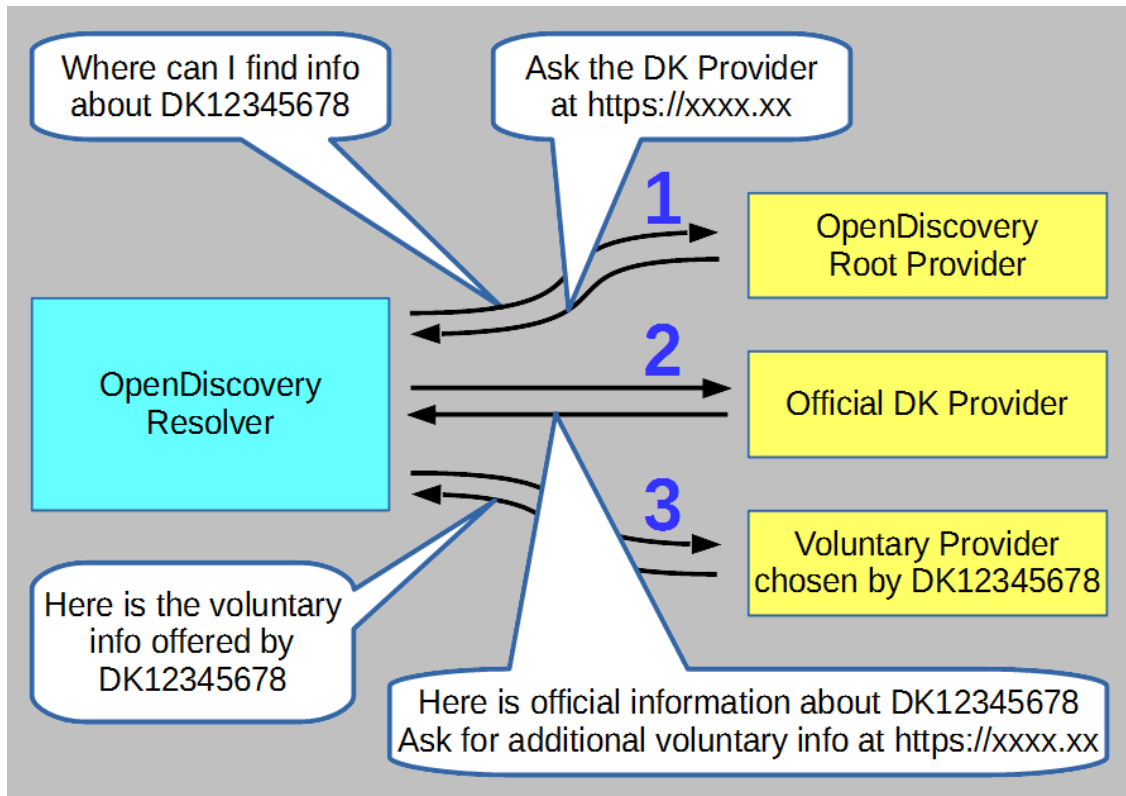 Where can I find info
about DK12345678
Ask the DK Provider
at https://xxxx.xx
1
OpenDiscovery
Root Provider
OpenDiscovery
Resolver
2
Official DK Provider
3
Voluntary Provider
chosen by DK12345678
Here is the voluntary
info offered by
DK12345678
Here is official information about DK12345678
Ask for additional voluntary info at https://xxxx.xx